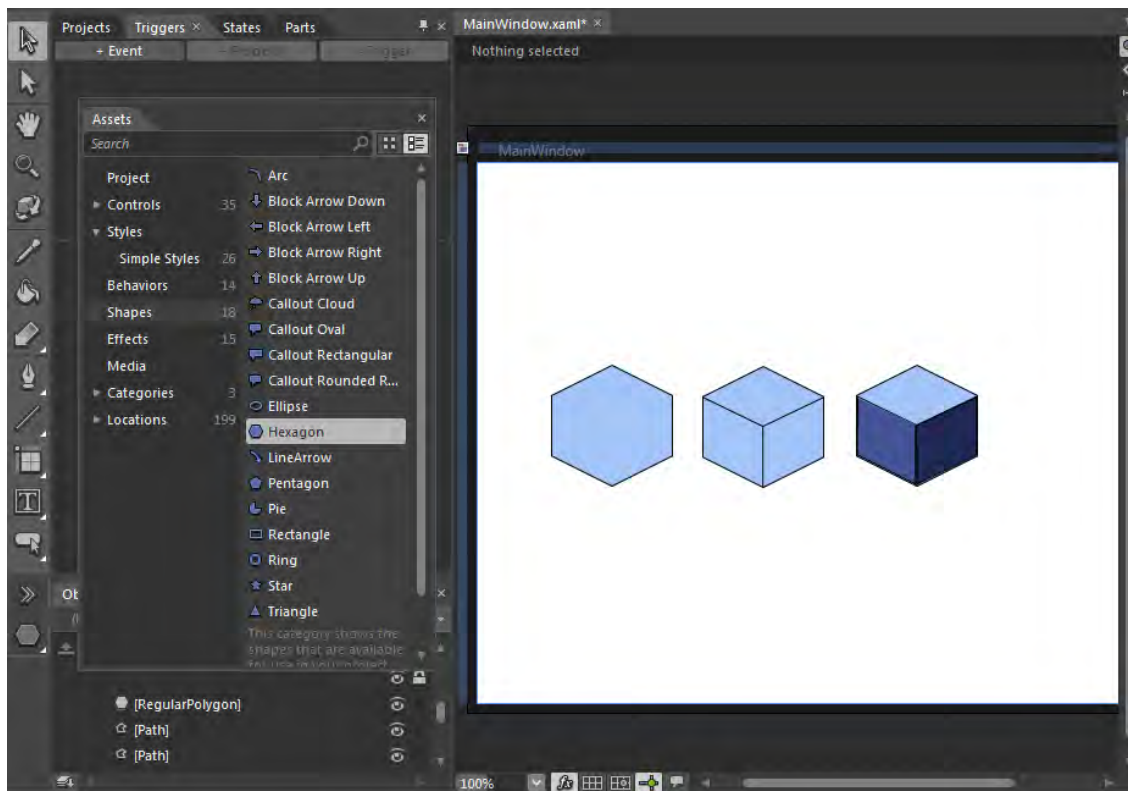 Projects Triggers × States Parts
+ Event
Assets
Search
Project
Controls 35
Styles
Simple Styles 26
Behaviors 14
Shapes 18
Effects 15
Media
Categories 3
Locations 199
Arc
Block Arrow Down
Block Arrow Left
Block Arrow Right
Block Arrow Up
Callout Cloud
Callout Oval
Callout Rectangular
Callout Rounded R...
Ellipse
Hexagon
LineArrow
Pentagon
Pie
Rectangle
Ring
Star
Triangle
This category shows the
shapes that are available
Ob
[RegularPolygon]
[Path]
[Path]
MainWindow.xaml* ×
Nothing selected
MainWindow
100%
fx